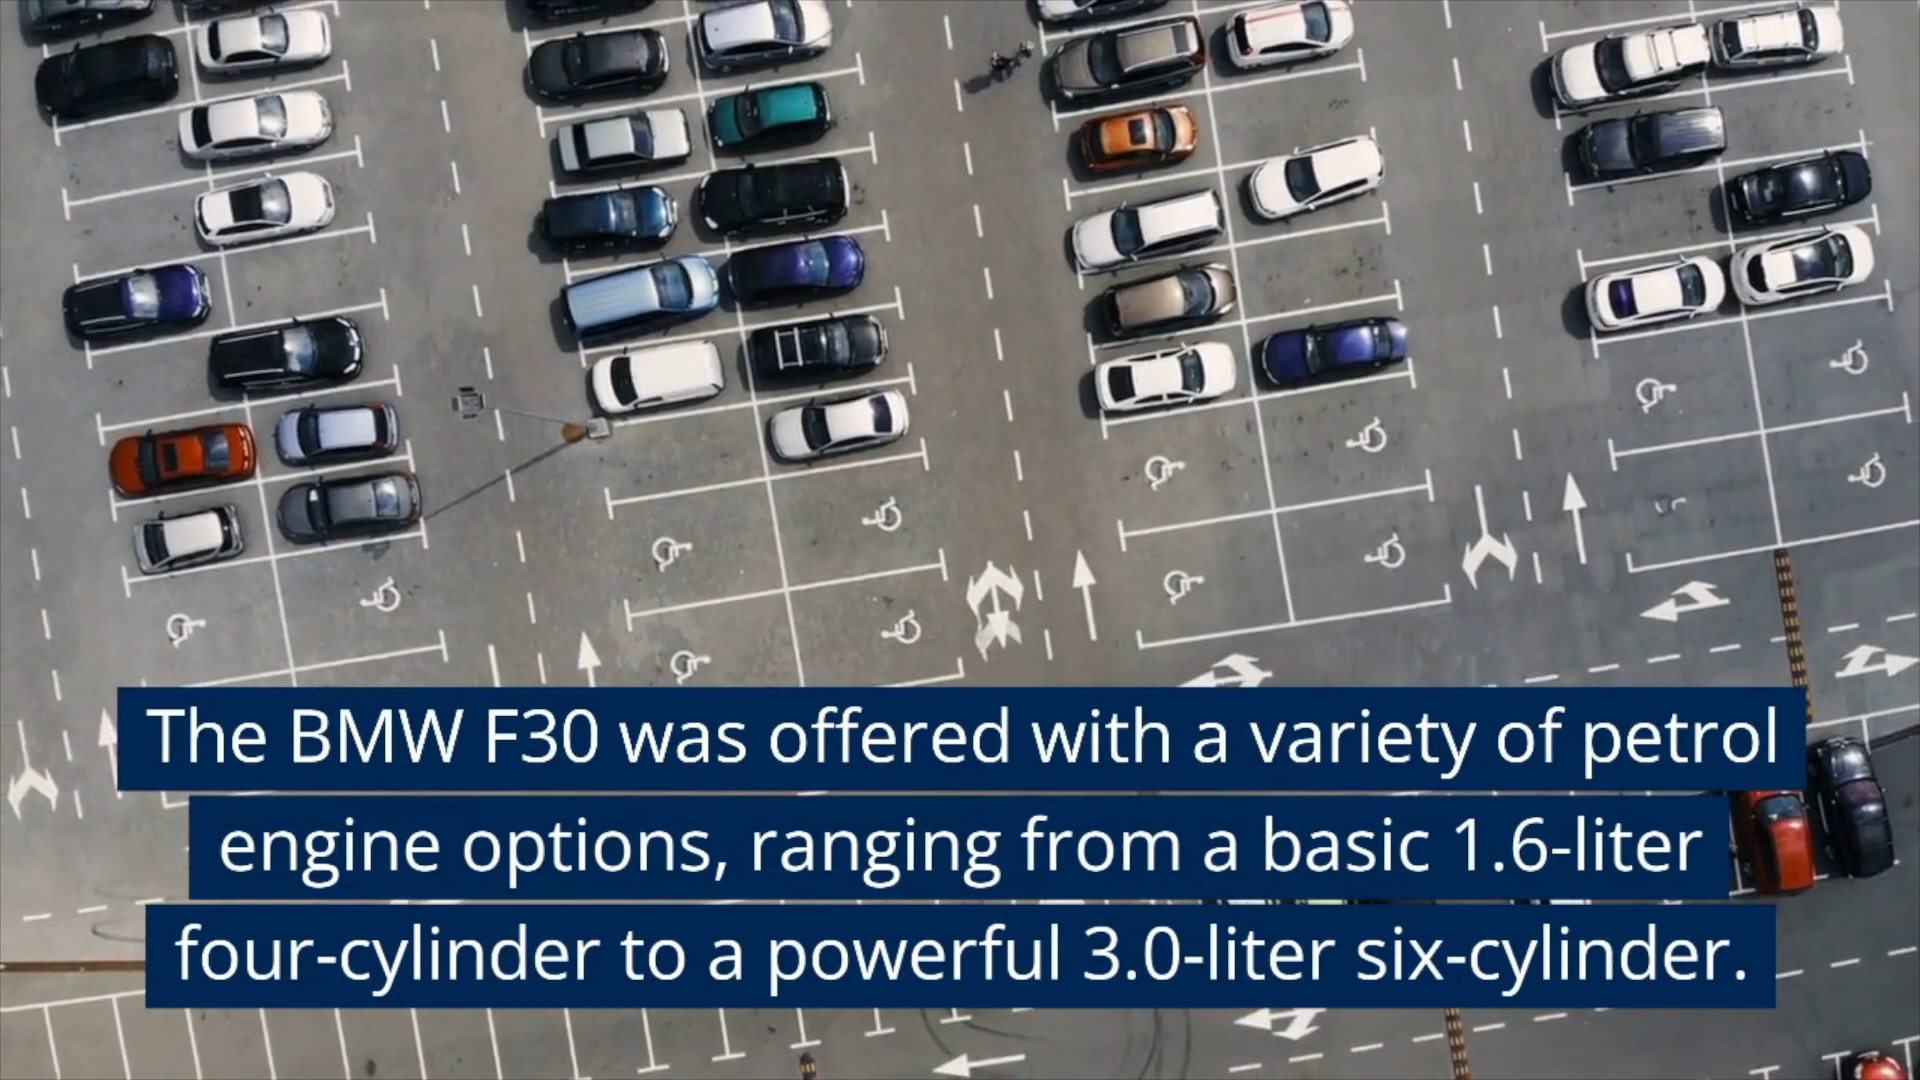 The BMW F30 was offered with a variety of petrol
engine options, ranging from a basic 1.6-liter
four-cylinder to a powerful 3.0-liter six-cylinder.